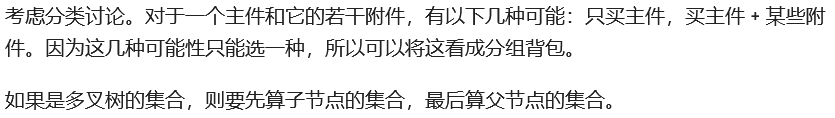 考虑分类讨论。对于一个主件和它的若干附件，有以下几种可能：只买主件，买主件 + 某些附
件。因为这几种可能性只能选一种，所以可以将这看成分组背包。
如果是多叉树的集合，则要先算子节点的集合，最后算父节点的集合。